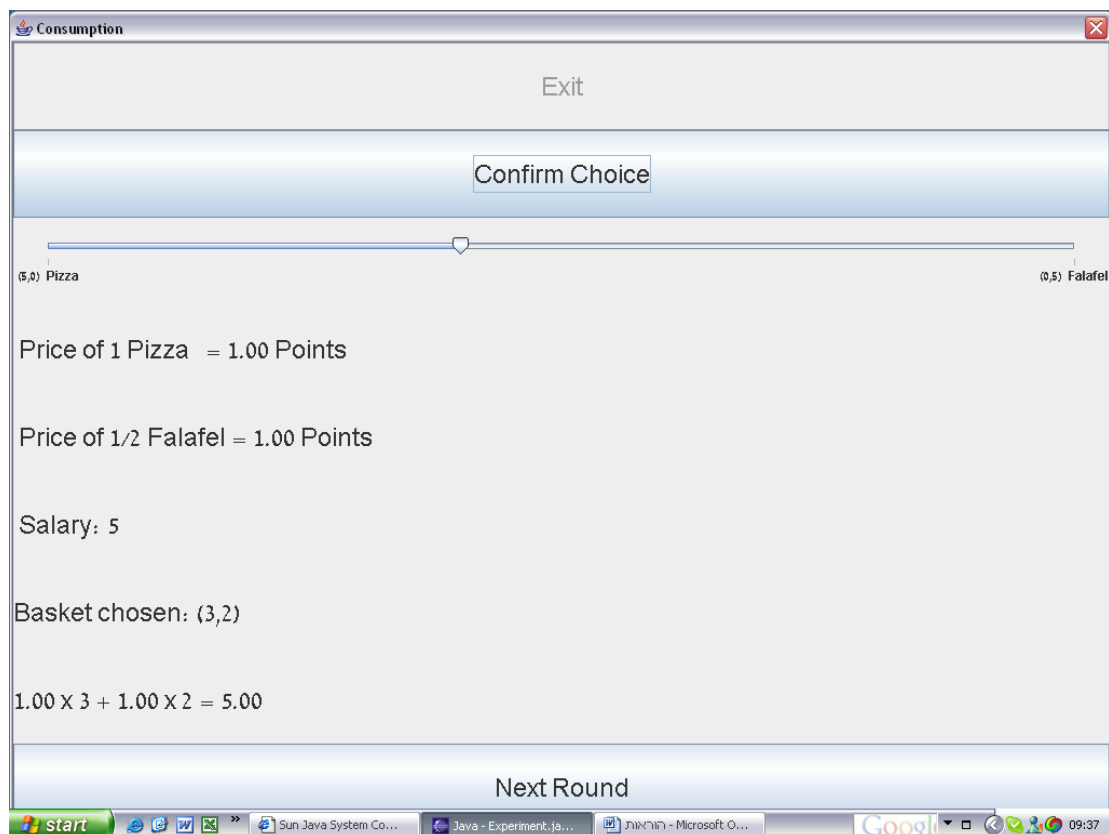 Consumption
Exit
Confirm Choice
(5,0) Pizza (0,5) Falafel
Price of 1 Pizza = 1.00 Points
Price of 1/2 Falafel = 1.00 Points
Salary: 5
Basket chosen: (3,2)
1.00 X 3 + 1.00 X 2 = 5.00
Next Round
start » Sun Java System Co... Java - Experiment.ja... הוראות - Microsoft O... Googl 09:37